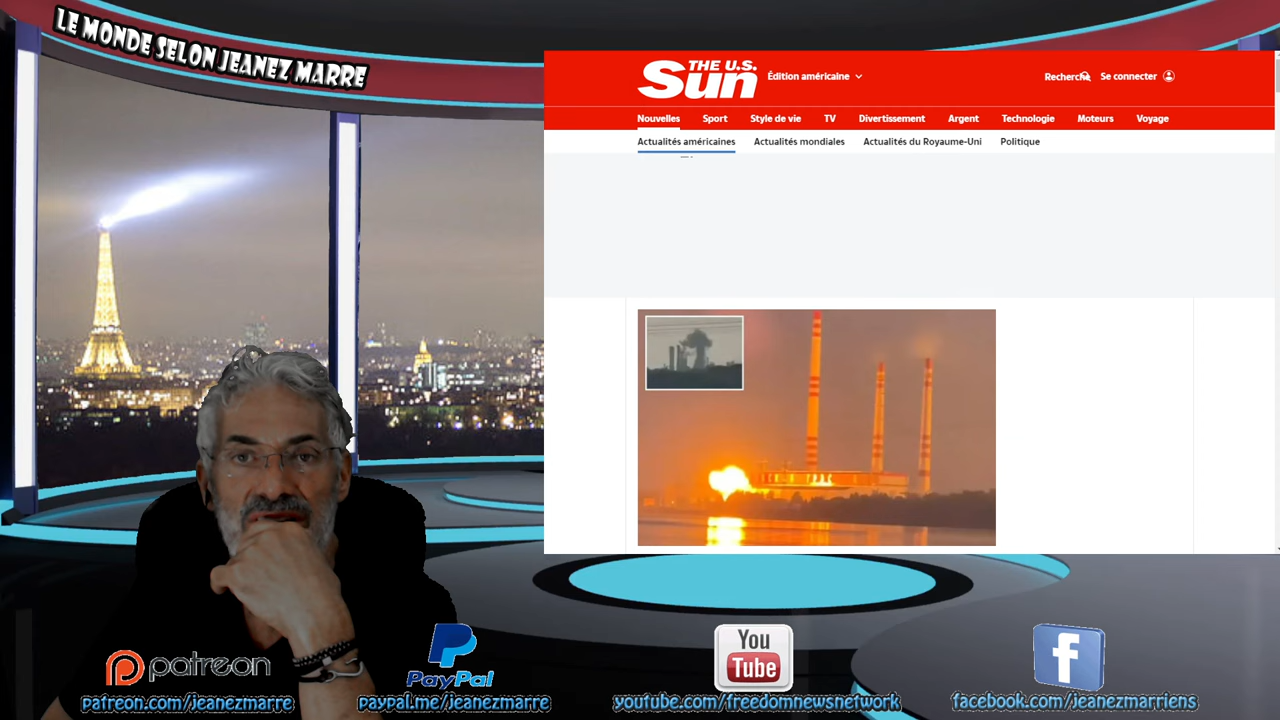 LE MONDE SELON JEANEZ MARRE
THE U.S.
Sun
Édition américaine
Recherche
Se connecter
Nouvelles
Sport
Style de vie
TV
Divertissement
Argent
Technologie
Moteurs
Voyage
Actualités américaines
Actualités mondiales
Actualités du Royaume-Uni
Politique
patreon
PayPal
You
Tube
f
patreon.com/jeanezmarre
paypal.me/jeanezmarre
youtube.com/freedomnewsnetwork
facebook.com/jeanezmarriens